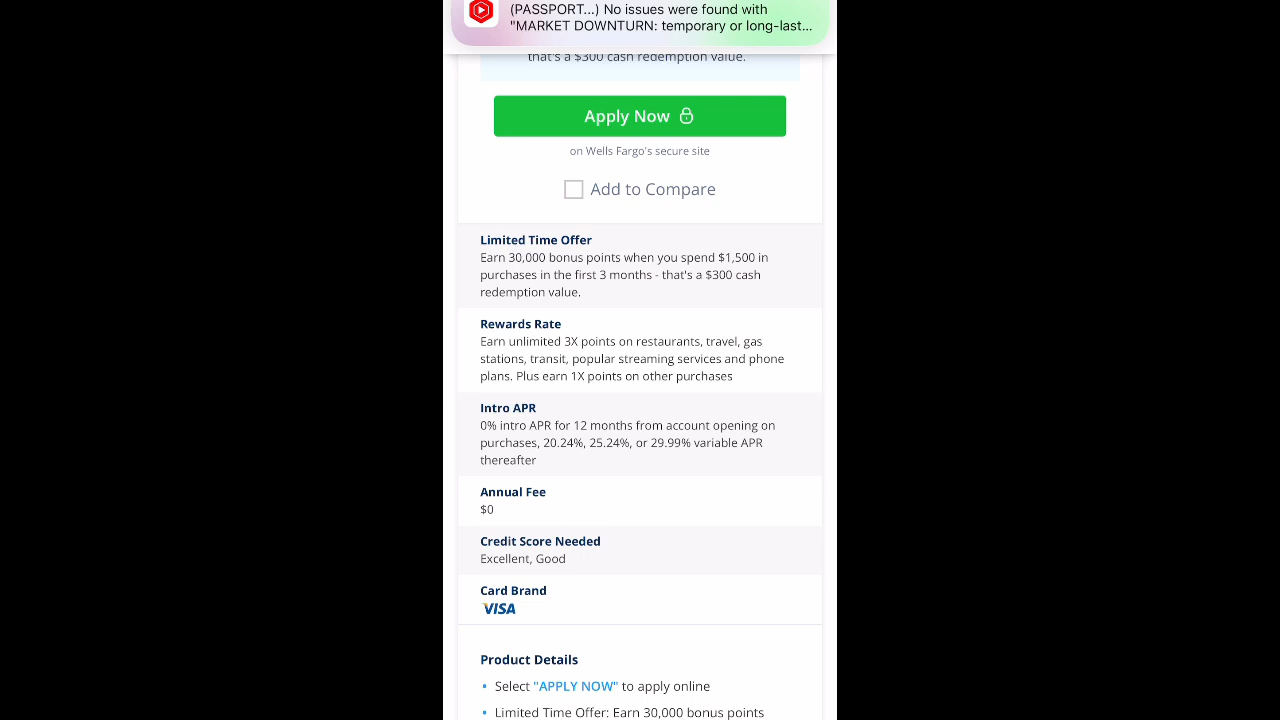 (PASSPORT...) No issues were found with
"MARKET DOWNTURN: temporary or long-last...
that's a $300 cash redemption value.
Apply Now
on Wells Fargo's secure site
Add to Compare
Limited Time Offer
Earn 30,000 bonus points when you spend $1,500 in
purchases in the first 3 months - that's a $300 cash
redemption value.
Rewards Rate
Earn unlimited 3X points on restaurants, travel, gas
stations, transit, popular streaming services and phone
plans. Plus earn 1X points on other purchases
Intro APR
0% intro APR for 12 months from account opening on
purchases, 20.24%, 25.24%, or 29.99% variable APR
thereafter
Annual Fee
$0
Credit Score Needed
Excellent, Good
Card Brand
VISA
Product Details
• Select "APPLY NOW" to apply online
• Limited Time Offer: Earn 30,000 bonus points